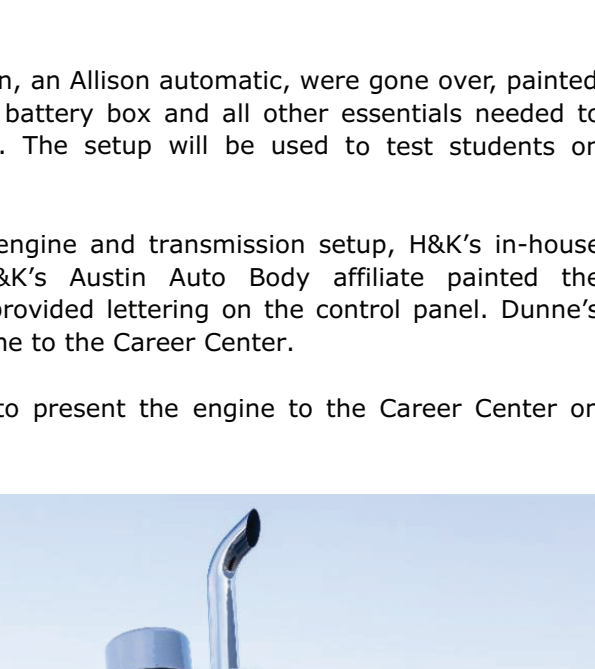 n, an Allison automatic, were gone over, painted
battery box and all other essentials needed to
. The setup will be used to test students on
engine and transmission setup, H&K’s in-house
&K’s Austin Auto Body affiliate painted the
provided lettering on the control panel. Dunne’s
ne to the Career Center.
to present the engine to the Career Center on